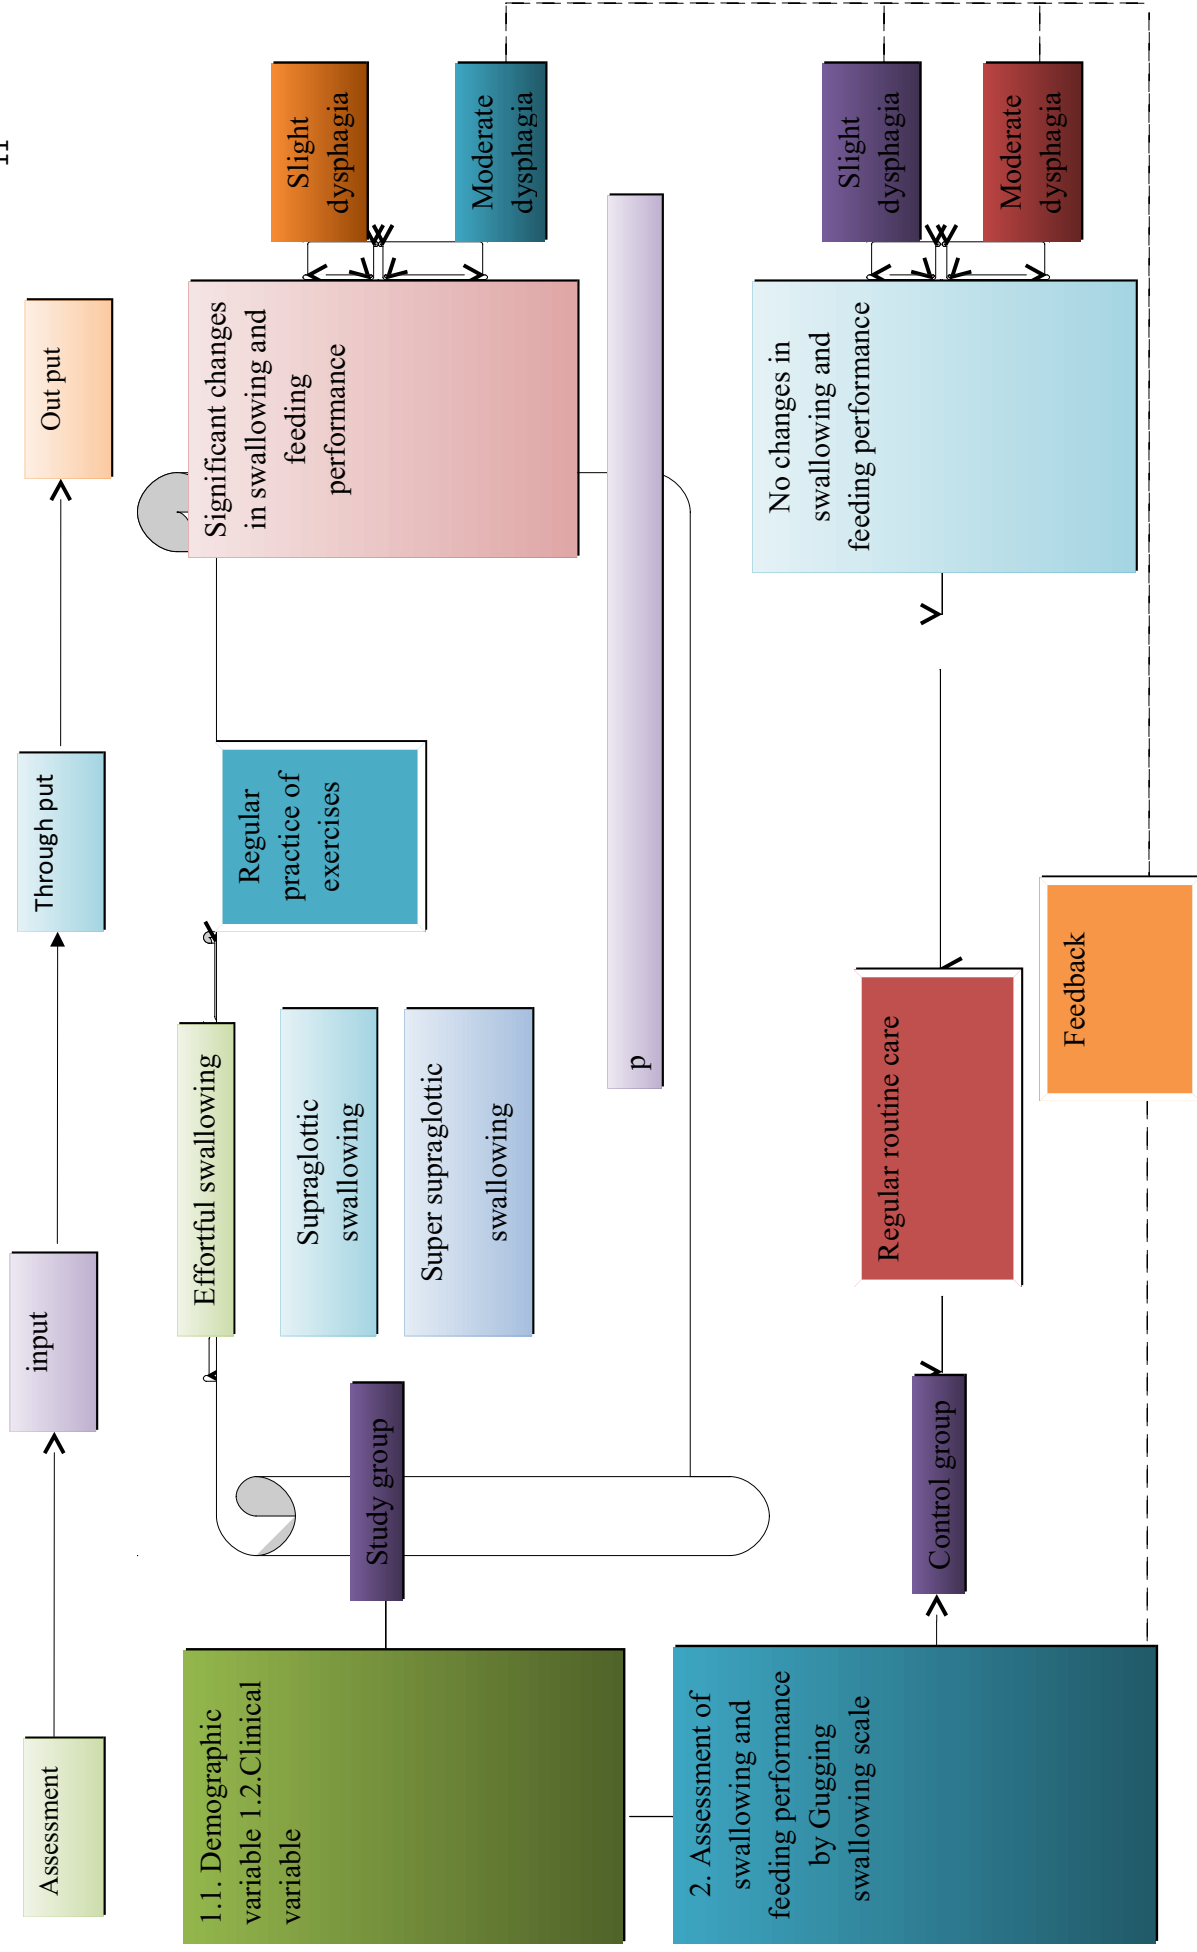 11
Assessment
input
Through put
Out put
1.1. Demographic
variable 1.2.Clinical
variable
2. Assessment of
swallowing and
feeding performance
by Gugging
swallowing scale
Study group
Effortful swallowing
Supraglottic
swallowing
Super supraglottic
swallowing
Regular
practice of
exercises
Significant changes
in swallowing and
feeding
performance
Slight
dysphagia
Moderate
dysphagia
p
Control group
Regular routine care
No changes in
swallowing and
feeding performance
Slight
dysphagia
Moderate
dysphagia
Feedback